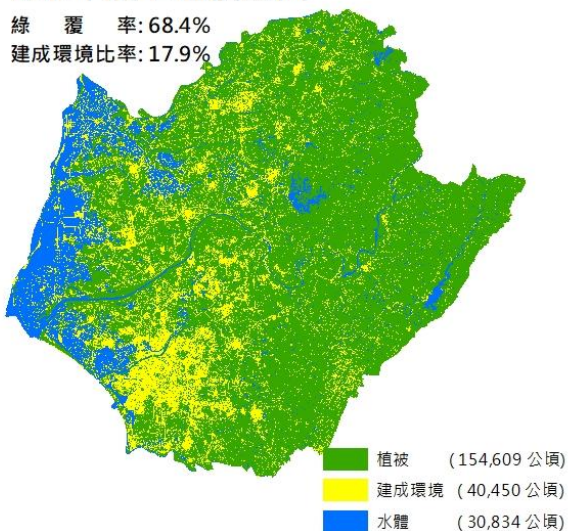 綠覆率:68.4%
建成環境比率:17.9%
植被 (154,609 公頃)
建成環境 (40,450 公頃)
水體 (30,834 公頃)